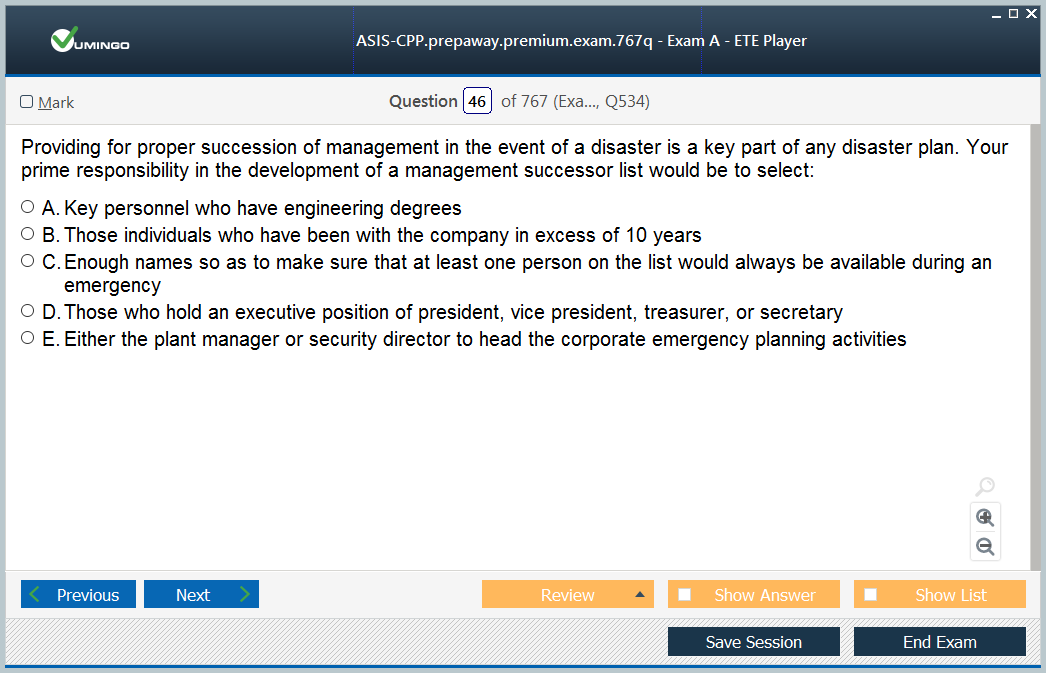 VUMINGO
ASIS-CPP.prepaway.premium.exam.767q - Exam A - ETE Player
Mark
Question 46 of 767 (Exa..., Q534)
Providing for proper succession of management in the event of a disaster is a key part of any disaster plan. Your
prime responsibility in the development of a management successor list would be to select:
A. Key personnel who have engineering degrees
B. Those individuals who have been with the company in excess of 10 years
C. Enough names so as to make sure that at least one person on the list would always be available during an
emergency
D. Those who hold an executive position of president, vice president, treasurer, or secretary
E. Either the plant manager or security director to head the corporate emergency planning activities
Previous Next Review Show Answer Show List
Save Session End Exam